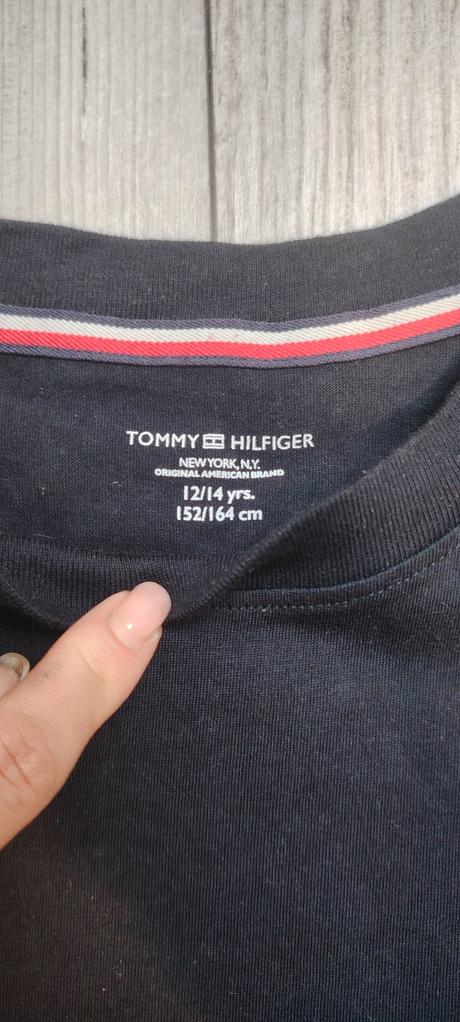 TOMMY HILFIGER
NEW YORK, N.Y.
ORIGINAL AMERICAN BRAND
12/14 yrs.
152/164 cm